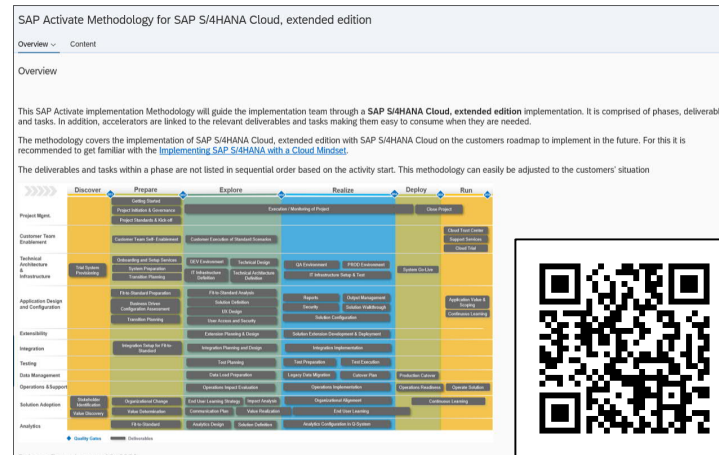 SAP Activate Methodology for SAP S/4HANA Cloud, extended edition
Overview Content
Overview
This SAP Activate implementation Methodology will guide the implementation team through a SAP S/4HANA Cloud, extended edition implementation. It is comprised of phases, deliverabl
and tasks. In addition, accelerators are linked to the relevant deliverables and tasks making them easy to consume when they are needed.
The methodology covers the implementation of SAP S/4HANA Cloud, extended edition with SAP S/4HANA Cloud on the customers roadmap to implement in the future. For this it is
recommended to get familiar with the Implementing SAP S/4HANA with a Cloud Mindset.
The deliverables and tasks within a phase are not listed in sequential order based on the activity start. This methodology can easily be adjusted to the customers' situation
Discover Prepare Explore Realize Deploy Run
Project Mgmt.
Getting Started
Project Initiation & Governance
Project Standards & Kick-off
Execution / Monitoring of Project
Close Project
Customer Team
Enablement
Customer Team Self- Enablement
Customer Execution of Standard Scenarios
Cloud Trust Center
Support Services
Cloud Trial
Technical
Architecture
&
Infrastructure
Trial System
Provisioning
Onboarding and Setup Services
System Preparation
Transition Planning
DEV Environment
Technical Design
IT Infrastructure
Definition
Technical Architecture
Definition
QA Environment
PROD Environment
IT Infrastructure Setup & Test
System Go-Live
Application Design
and Configuration
Fit-to-Standard Preparation
Business Driven
Configuration Assessment
Transition Planning
Fit-to-Standard Analysis
Solution Definition
UX Design
User Access and Security
Reports
Output Management
Security
Solution Walkthrough
Solution Configuration
Application Value &
Scoping
Continuous Learning
Extensibility
Extension Planning & Design
Solution Extension Development & Deployment
Integration
Integration Setup for Fit-to-
Standard
Integration Planning and Design
Integration Implementation
Testing
Test Planning
Test Preparation
Test Execution
Data Management
Data Load Preparation
Legacy Data Migration
Cutover Plan
Production Cutover
Operations &Support
Operations Impact Evaluation
Operations Implementation
Operations Readiness
Operate Solution
Solution Adoption
Stakeholder
Identification
Value Discovery
Organizational Change
Value Determination
End User Learning Strategy
Impact Analysis
Communication Plan
Value Realization
Organizational Alignment
End User Learning
Continuous Learning
Analytics
Fit-to-Standard
Analytics Design
Solution Definition
Analytics Configuration in Q-System
Quality Gates
Deliverables